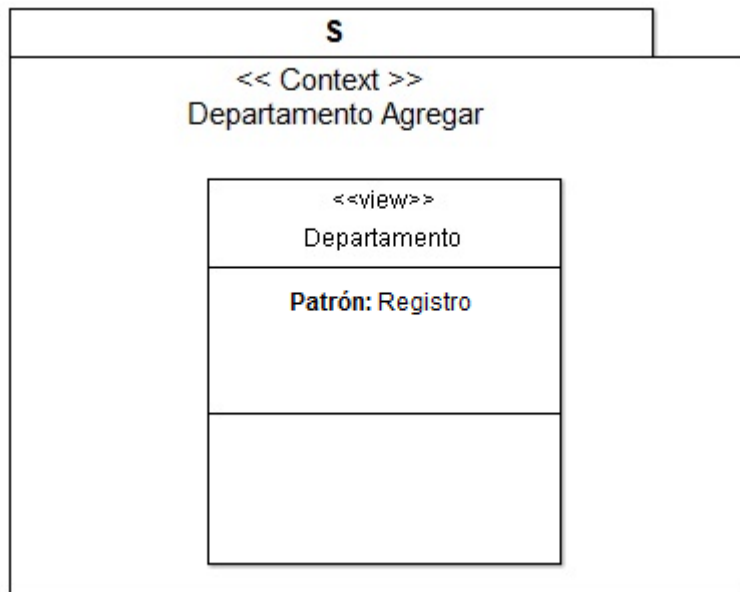 S
<< Context >>
Departamento Agregar
<<view>>
Departamento
Patrón: Registro